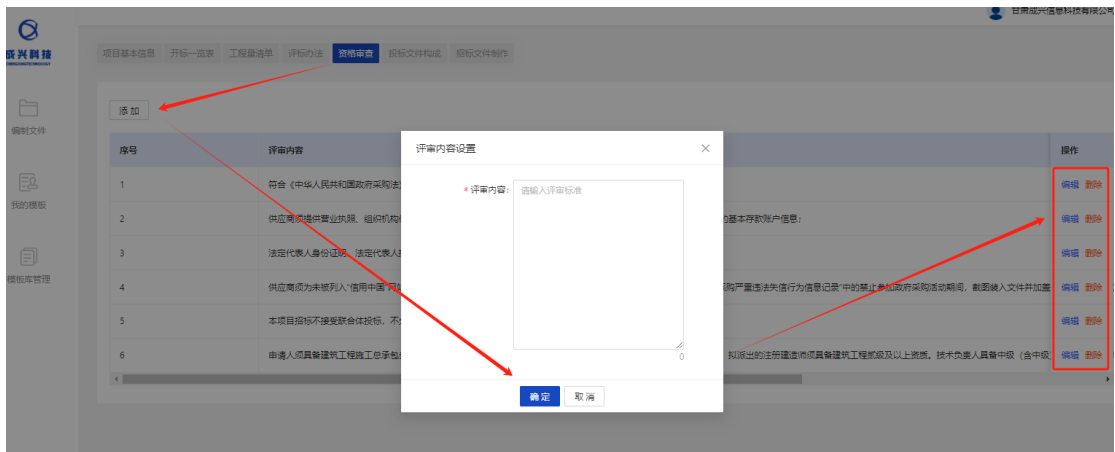 甘肃成兴信息科技有限公司
成兴科技
项目基本信息 开标一览表 工程量清单 评标办法 资格审查 投标文件构成 招标文件制作
编制文件
我的模板
模板库管理
添加
序号 评审内容 操作
1 符合《中华人民共和国政府采购法 编辑 删除
2 供应商须提供营业执照、组织机构 的基本存款账户信息； 编辑 删除
3 法定代表人身份证明、法定代表人 编辑 删除
4 供应商须为未被列入"信用中国"网 采购严重违法失信行为信息记录"中的禁止参加政府采购活动期间，截图装入文件并加盖 编辑 删除
5 本项目招标不接受联合体投标，不 编辑 删除
6 申请人须具备建筑工程施工总承包 拟派出的注册建造师须具备建筑工程贰级及以上资质。技术负责人具备中级（含中级 编辑 删除
评审内容设置
* 评审内容：
请输入评审标准
0
确定 取消